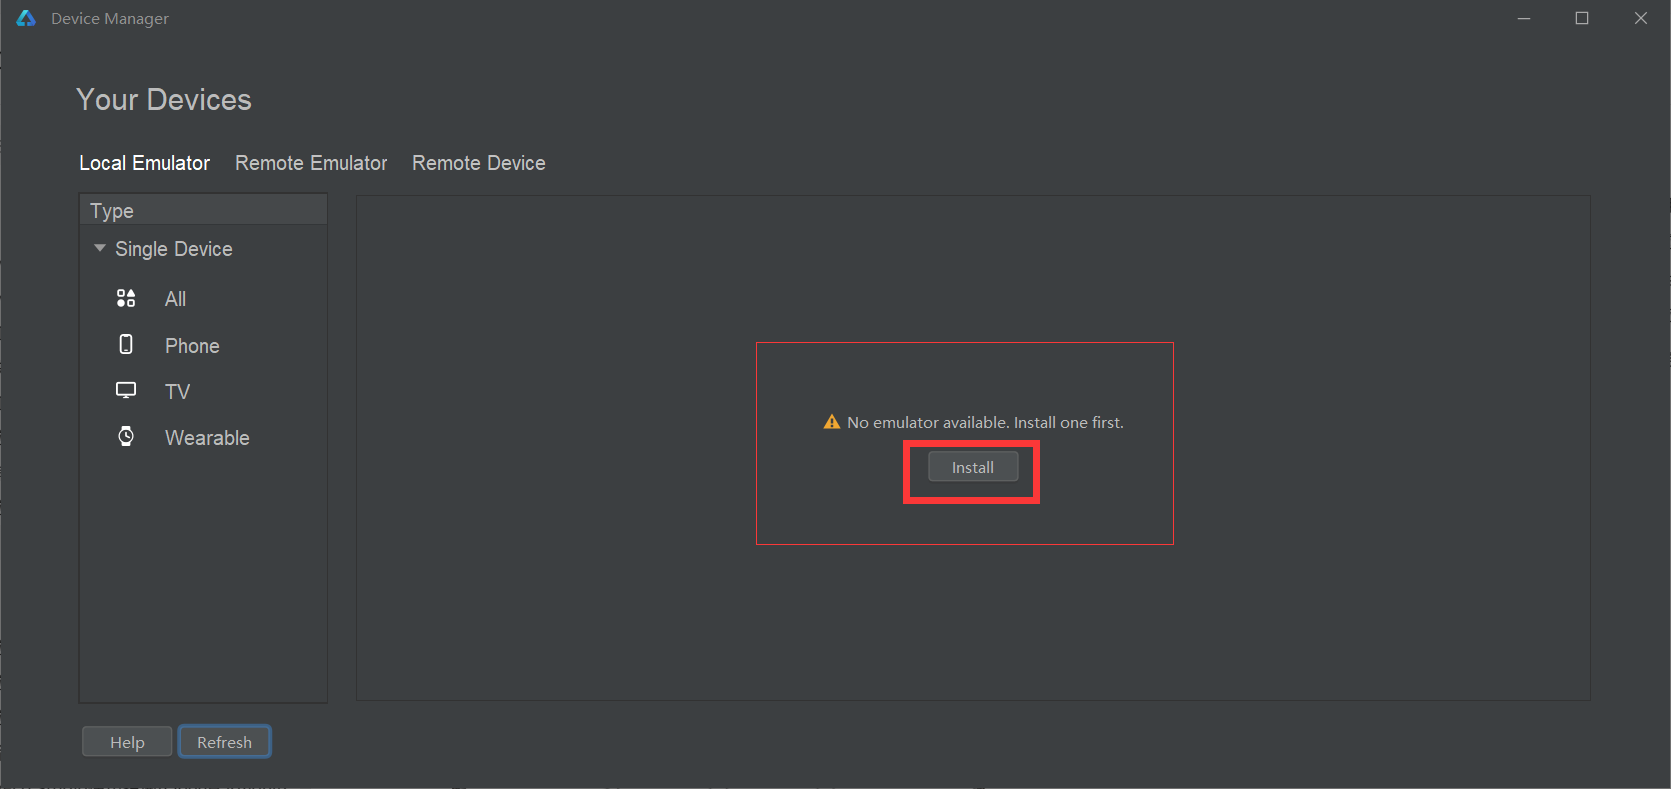 Device Manager
Your Devices
Local Emulator Remote Emulator Remote Device
Type
Single Device
All
Phone
TV
Wearable
No emulator available. Install one first.
Install
Help Refresh